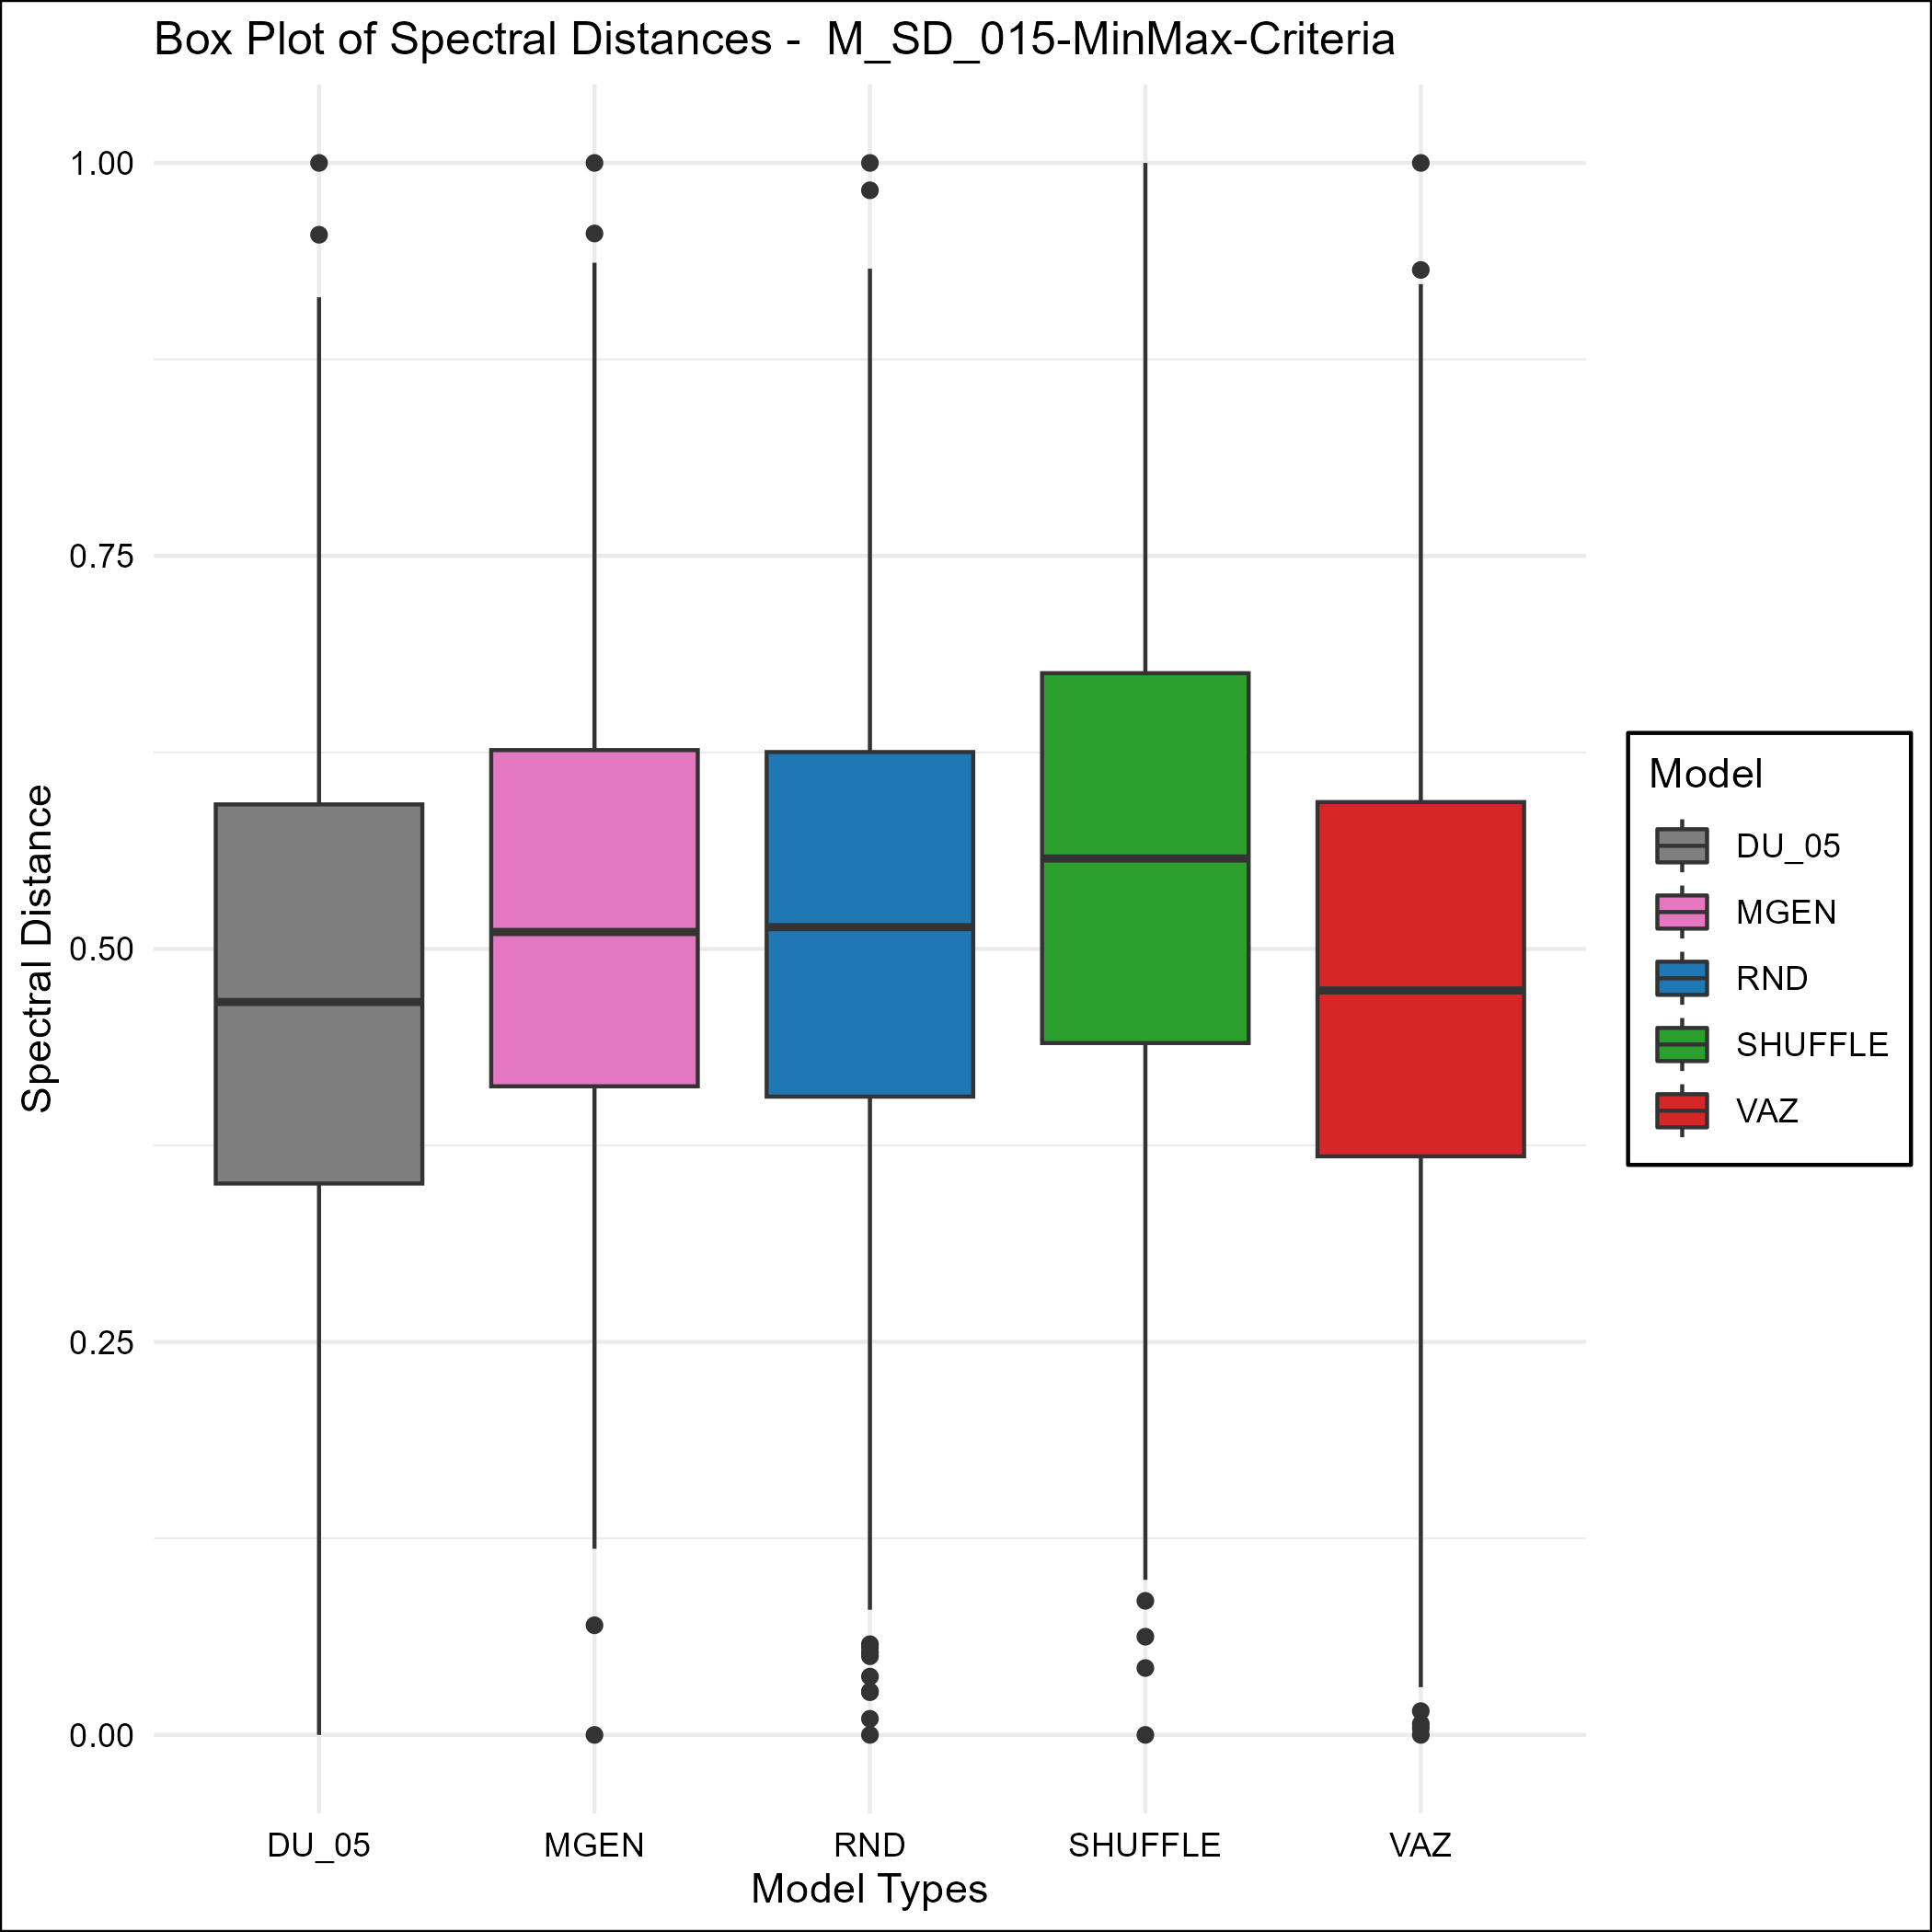 Box Plot of Spectral Distances -  M_SD_015-MinMax-Criteria
1.00
0.75
0.50
0.25
0.00
Spectral Distance
DU_05
MGEN
RND
SHUFFLE
VAZ
Model Types
Model
DU_05
MGEN
RND
SHUFFLE
VAZ